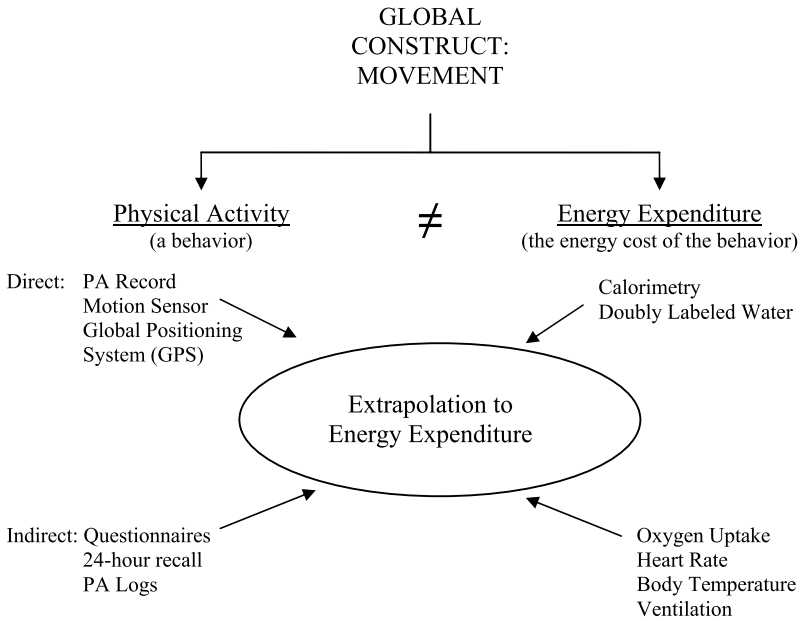 GLOBAL
CONSTRUCT:
MOVEMENT
Physical Activity
(a behavior)
≠
Energy Expenditure
(the energy cost of the behavior)
Direct: PA Record
Motion Sensor
Global Positioning
System (GPS)
Calorimetry
Doubly Labeled Water
Extrapolation to
Energy Expenditure
Indirect: Questionnaires
24-hour recall
PA Logs
Oxygen Uptake
Heart Rate
Body Temperature
Ventilation